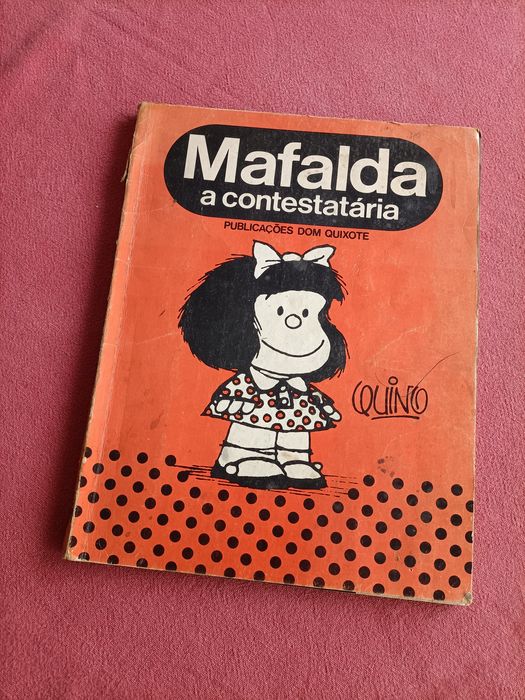 Mafalda
a contestatária
PUBLICAÇÕES DOM QUIXOTE
QUINO